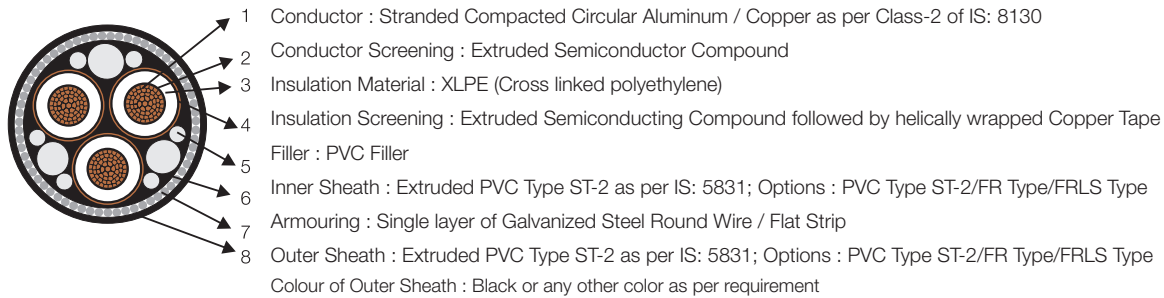 1 Conductor : Stranded Compacted Circular Aluminum / Copper as per Class-2 of IS: 8130
2 Conductor Screening : Extruded Semiconductor Compound
3 Insulation Material : XLPE (Cross linked polyethylene)
4 Insulation Screening : Extruded Semiconducting Compound followed by helically wrapped Copper Tape
5 Filler : PVC Filler
6 Inner Sheath : Extruded PVC Type ST-2 as per IS: 5831; Options : PVC Type ST-2/FR Type/FRLS Type
7 Armouring : Single layer of Galvanized Steel Round Wire / Flat Strip
8 Outer Sheath : Extruded PVC Type ST-2 as per IS: 5831; Options : PVC Type ST-2/FR Type/FRLS Type
Colour of Outer Sheath : Black or any other color as per requirement